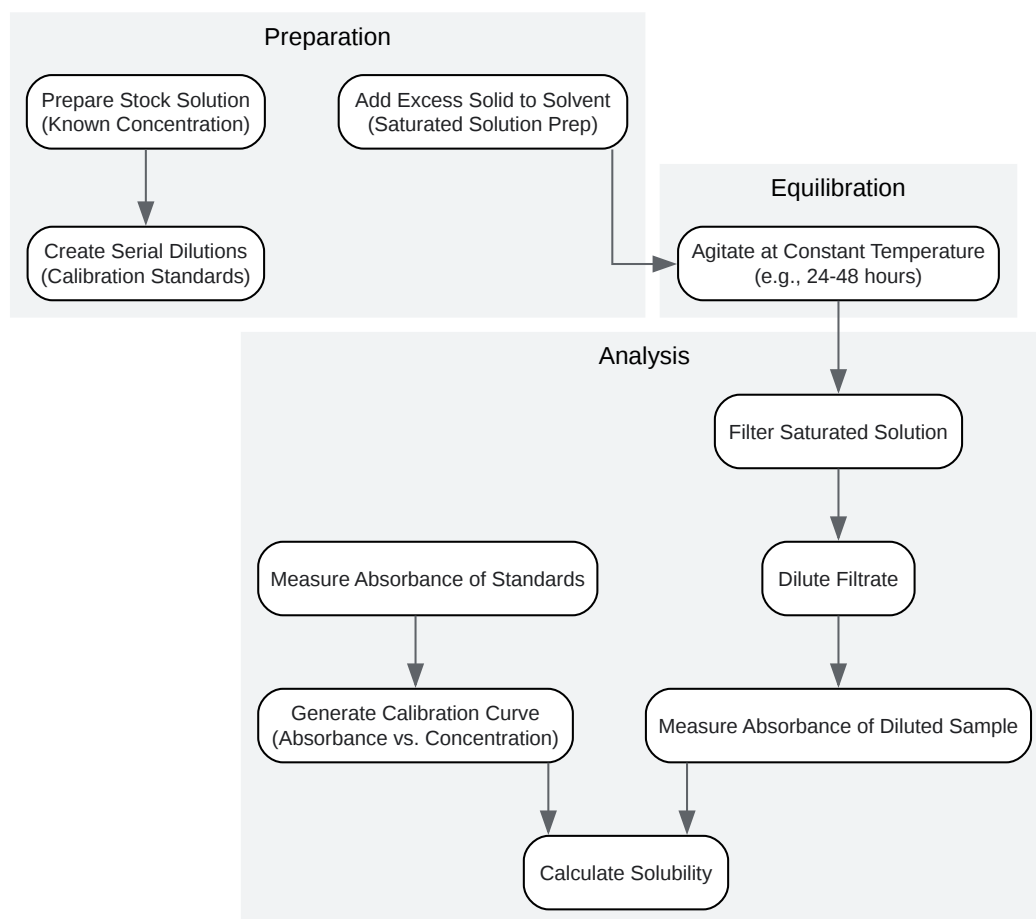 Preparation
Prepare Stock Solution
(Known Concentration)
Add Excess Solid to Solvent
(Saturated Solution Prep)
Create Serial Dilutions
(Calibration Standards)
Equilibration
Agitate at Constant Temperature
(e.g., 24-48 hours)
Analysis
Filter Saturated Solution
Measure Absorbance of Standards
Dilute Filtrate
Generate Calibration Curve
(Absorbance vs. Concentration)
Measure Absorbance of Diluted Sample
Calculate Solubility